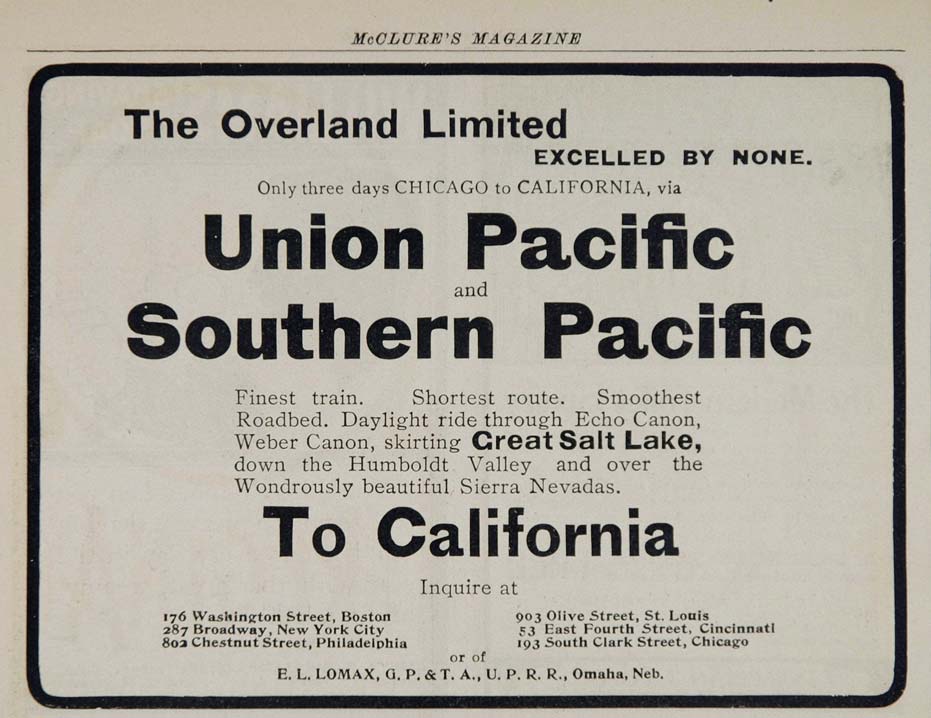 McCLURE'S MAGAZINE
The Overland Limited
EXCELLED BY NONE.
Only three days CHICAGO to CALIFORNIA, via
Union Pacific
and
Southern Pacific
Finest train. Shortest route. Smoothest
Roadbed. Daylight ride through Echo Canon,
Weber Canon, skirting Great Salt Lake,
down the Humboldt Valley and over the
Wondrously beautiful Sierra Nevadas.
To California
Inquire at
176 Washington Street, Boston
287 Broadway, New York City
802 Chestnut Street, Philadelphia
903 Olive Street, St. Louis
53 East Fourth Street, Cincinnati
193 South Clark Street, Chicago
or of
E. L. LOMAX, G. P. & T. A., U. P. R. R., Omaha, Neb.